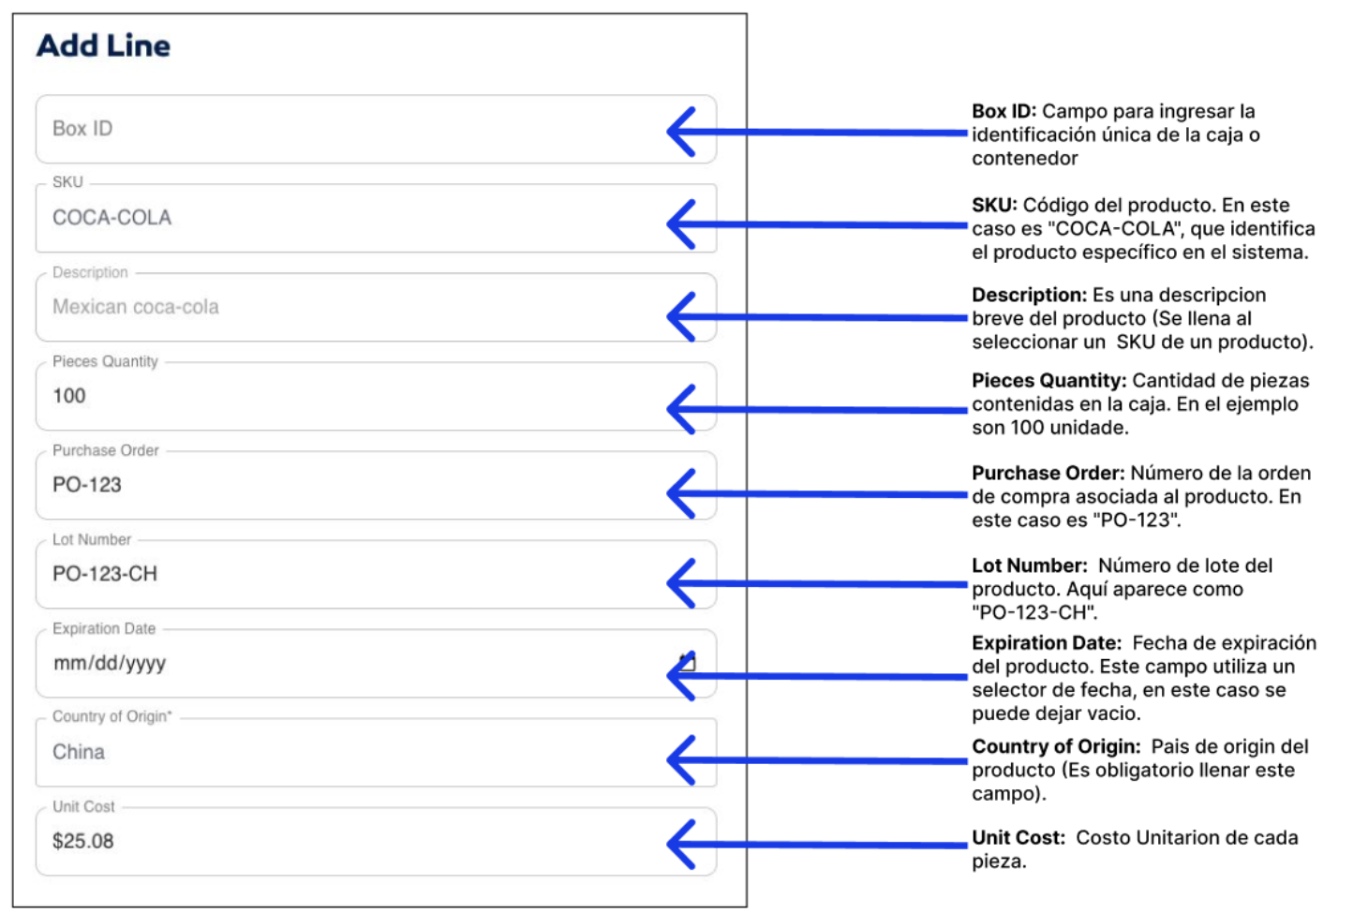 Add Line
Box ID
SKU
COCA-COLA
Description
Mexican coca-cola
Pieces Quantity
100
Purchase Order
PO-123
Lot Number
PO-123-CH
Expiration Date
mm/dd/yyyy
Country of Origin*
China
Unit Cost
$25.08
Box ID: Campo para ingresar la
identificación única de la caja o
contenedor
SKU: Código del producto. En este
caso es "COCA-COLA", que identifica
el producto específico en el sistema.
Description: Es una descripcion
breve del producto (Se llena al
seleccionar un  SKU de un producto).
Pieces Quantity: Cantidad de piezas
contenidas en la caja. En el ejemplo
son 100 unidade.
Purchase Order: Número de la orden
de compra asociada al producto. En
este caso es "PO-123".
Lot Number:  Número de lote del
producto. Aquí aparece como
"PO-123-CH".
Expiration Date:  Fecha de expiración
del producto. Este campo utiliza un
selector de fecha, en este caso se
puede dejar vacio.
Country of Origin:  Pais de origin del
producto (Es obligatorio llenar este
campo).
Unit Cost:  Costo Unitarion de cada
pieza.